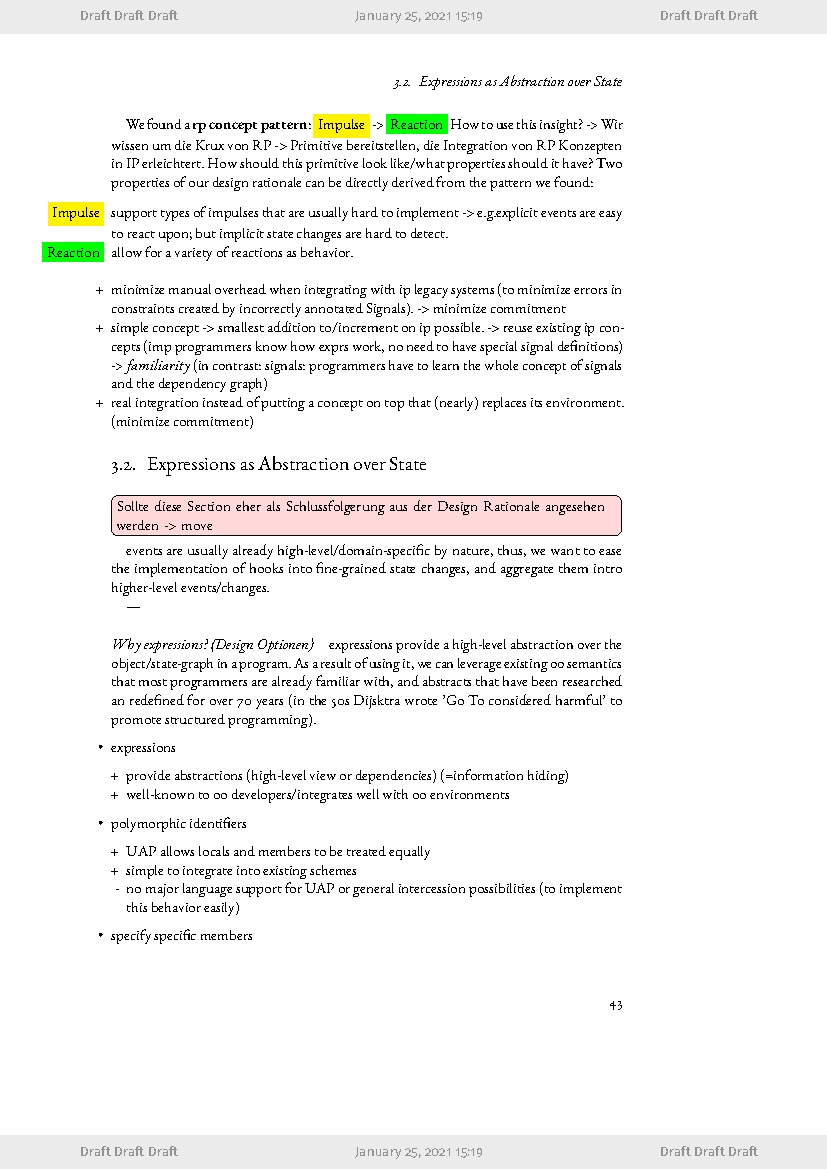 Draft Draft Draft January 25, 2021 15:19 Draft Draft Draft
3.2. Expressions as Abstraction over State
We found a rp concept pattern: Impulse -> Reaction How to use this insight? -> Wir
wissen um die Krux von RP -> Primitive bereitstellen, die Integration von RP Konzepten
in IP erleichtert. How should this primitive look like/what properties should it have? Two
properties of our design rationale can be directly derived from the pattern we found:
Impulse support types of impulses that are usually hard to implement -> e.g.explicit events are easy
to react upon; but implicit state changes are hard to detect.
Reaction allow for a variety of reactions as behavior.
+ minimize manual overhead when integrating with ip legacy systems (to minimize errors in
constraints created by incorrectly annotated Signals). -> minimize commitment
+ simple concept -> smallest addition to/increment on ip possible. -> reuse existing ip con-
cepts (imp programmers know how exprs work, no need to have special signal definitions)
-> familiarity (in contrast: signals: programmers have to learn the whole concept of signals
and the dependency graph)
+ real integration instead of putting a concept on top that (nearly) replaces its environment.
(minimize commitment)
3.2. Expressions as Abstraction over State
Sollte diese Section eher als Schlussfolgerung aus der Design Rationale angesehen
werden -> move
events are usually already high-level/domain-specific by nature, thus, we want to ease
the implementation of hooks into fine-grained state changes, and aggregate them intro
higher-level events/changes.
—
Why expressions? {Design Optionen} expressions provide a high-level abstraction over the
object/state-graph in a program. As a result of using it, we can leverage existing oo semantics
that most programmers are already familiar with, and abstracts that have been researched
an redefined for over 70 years (in the 50s Dijsktra wrote 'Go To considered harmful' to
promote structured programming).
• expressions
+ provide abstractions (high-level view or dependencies) (=information hiding)
+ well-known to oo developers/integrates well with oo environments
• polymorphic identifiers
+ UAP allows locals and members to be treated equally
+ simple to integrate into existing schemes
- no major language support for UAP or general intercession possibilities (to implement
this behavior easily)
• specify specific members
43
Draft Draft Draft January 25, 2021 15:19 Draft Draft Draft